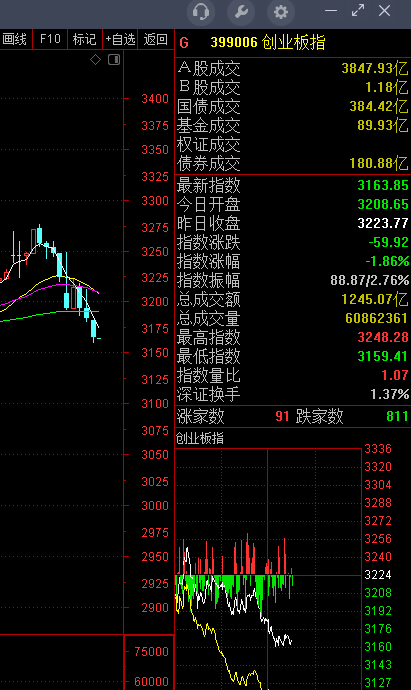 画线 F10 标记 +自选 返回
G 399006 创业板指
A股成交 3847.93亿
B股成交 1.18亿
国债成交 384.42亿
基金成交 89.93亿
权证成交
债券成交 180.88亿
最新指数 3163.85
今日开盘 3208.65
昨日收盘 3223.77
指数涨跌 -59.92
指数涨幅 -1.86%
指数振幅 88.87/2.76%
总成交额 1245.07亿
总成交量 60862361
最高指数 3248.28
最低指数 3159.41
指数量比 1.07
深证换手 1.37%
涨家数 91 跌家数 811
创业板指
3400
3375
3350
3325
3300
3275
3250
3225
3200
3175
3150
3125
3100
3075
3050
3025
3000
2975
2950
2925
2900
75000
60000
3336
3320
3304
3288
3272
3256
3240
3224
3208
3192
3176
3160
3143
3127